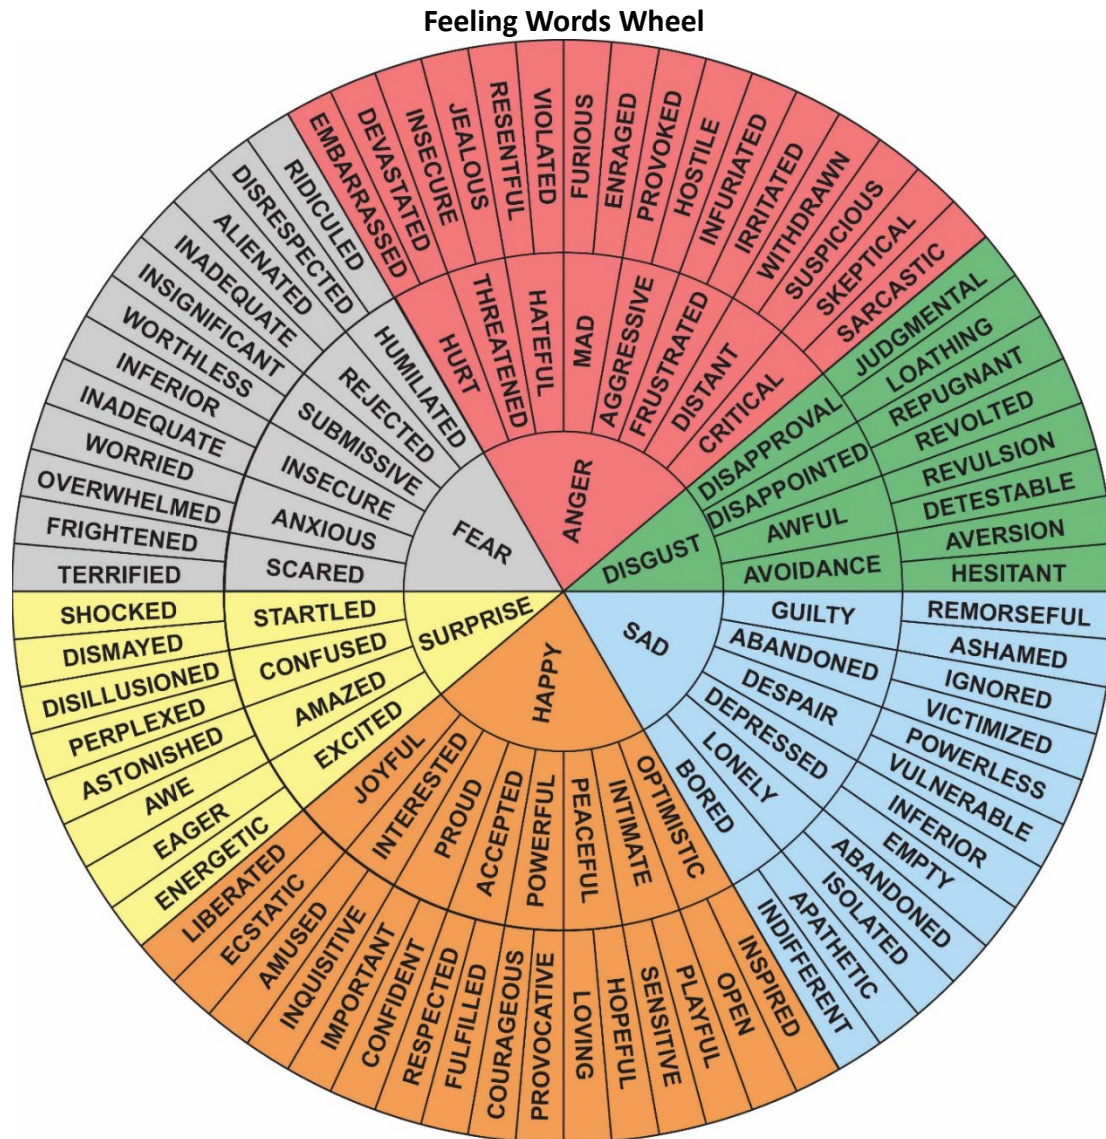 Feeling Words Wheel
ANGER
HURT
THREATENED
HATEFUL
MAD
AGGRESSIVE
FRUSTRATED
DISTANT
CRITICAL
EMBARRASSED
DEVASTATED
INSECURE
JEALOUS
RESENTFUL
VIOLATED
FURIOUS
ENRAGED
PROVOKED
HOSTILE
INFURIATED
IRRITATED
WITHDRAWN
SUSPICIOUS
SKEPTICAL
SARCASTIC
DISGUST
DISAPPROVAL
DISAPPOINTED
AWFUL
AVOIDANCE
JUDGMENTAL
LOATHING
REPUGNANT
REVOLTED
REVULSION
DETESTABLE
AVERSION
HESITANT
SAD
GUILTY
ABANDONED
DESPAIR
DEPRESSED
LONELY
BORED
REMORSEFUL
ASHAMED
IGNORED
VICTIMIZED
POWERLESS
VULNERABLE
INFERIOR
EMPTY
ABANDONED
ISOLATED
APATHETIC
INDIFFERENT
HAPPY
OPTIMISTIC
INTIMATE
PEACEFUL
POWERFUL
ACCEPTED
PROUD
INTERESTED
JOYFUL
INSPIRED
OPEN
PLAYFUL
SENSITIVE
HOPEFUL
LOVING
PROVOCATIVE
COURAGEOUS
FULFILLED
RESPECTED
CONFIDENT
IMPORTANT
INQUISITIVE
AMUSED
ECSTATIC
LIBERATED
SURPRISE
EXCITED
AMAZED
CONFUSED
STARTLED
ENERGETIC
EAGER
AWE
ASTONISHED
PERPLEXED
DISILLUSIONED
DISMAYED
SHOCKED
FEAR
SCARED
ANXIOUS
INSECURE
SUBMISSIVE
REJECTED
HUMILIATED
TERRIFIED
FRIGHTENED
OVERWHELMED
WORRIED
INADEQUATE
INFERIOR
WORTHLESS
INSIGNIFICANT
INADEQUATE
ALIENATED
DISRESPECTED
RIDICULED